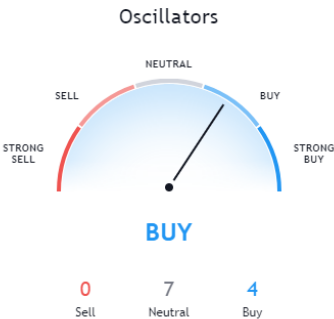 Oscillators
NEUTRAL
SELL
BUY
STRONG
SELL
STRONG
BUY
BUY
0
7
4
Sell
Neutral
Buy